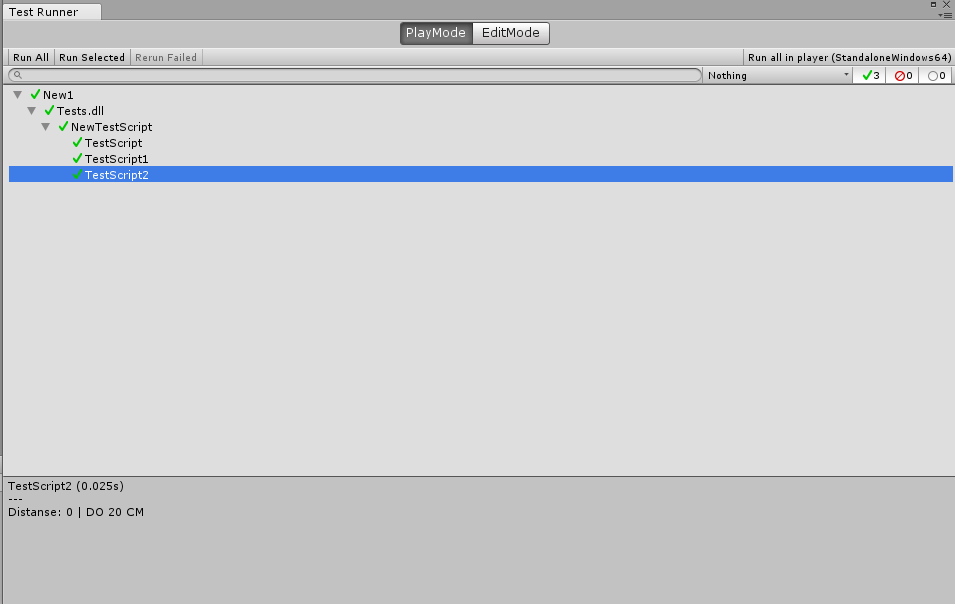 Test Runner
PlayMode EditMode
Run All Run Selected Rerun Failed Run all in player (StandaloneWindows64)
Nothing 3 0 0
New1
Tests.dll
NewTestScript
TestScript
TestScript1
TestScript2
TestScript2 (0.025s)
---
Distanse: 0 | DO 20 CM